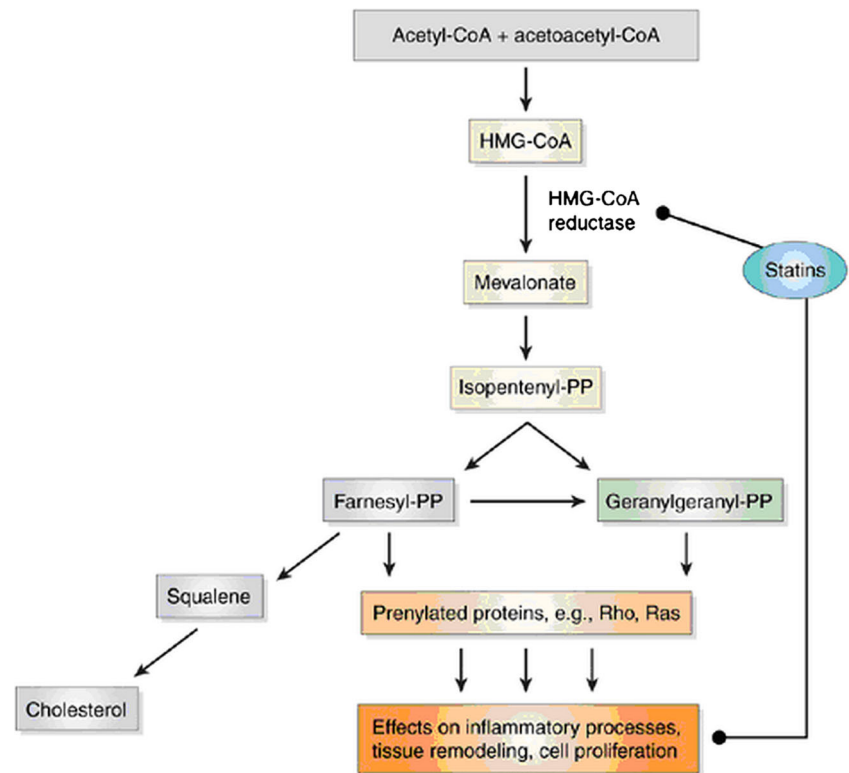 Acetyl-CoA + acetoacetyl-CoA
HMG-CoA
HMG-CoA
reductase
Statins
Mevalonate
Isopentenyl-PP
Farnesyl-PP
Geranylgeranyl-PP
Squalene
Prenylated proteins, e.g., Rho, Ras
Cholesterol
Effects on inflammatory processes,
tissue remodeling, cell proliferation